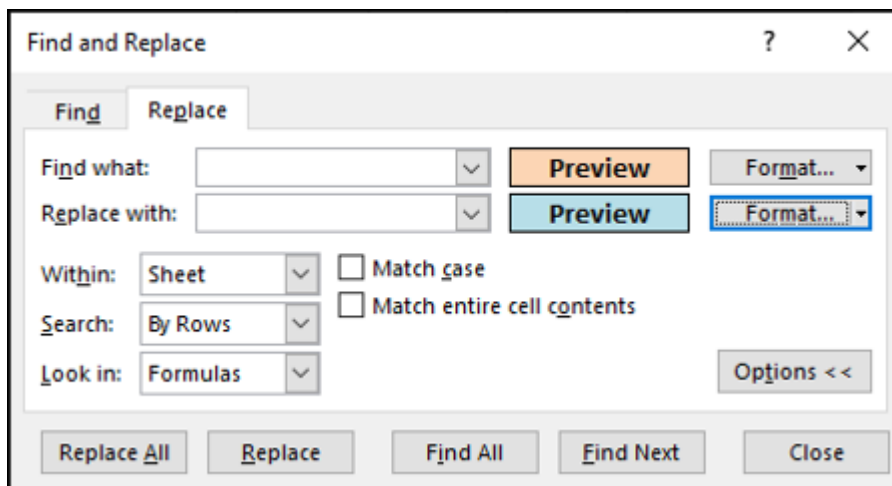 Find and Replace ?
Find Replace
Find what: Preview Format...
Replace with: Preview Format...
Within: Sheet Match case
Match entire cell contents
Search: By Rows
Look in: Formulas Options <<
Replace All Replace Find All Find Next Close